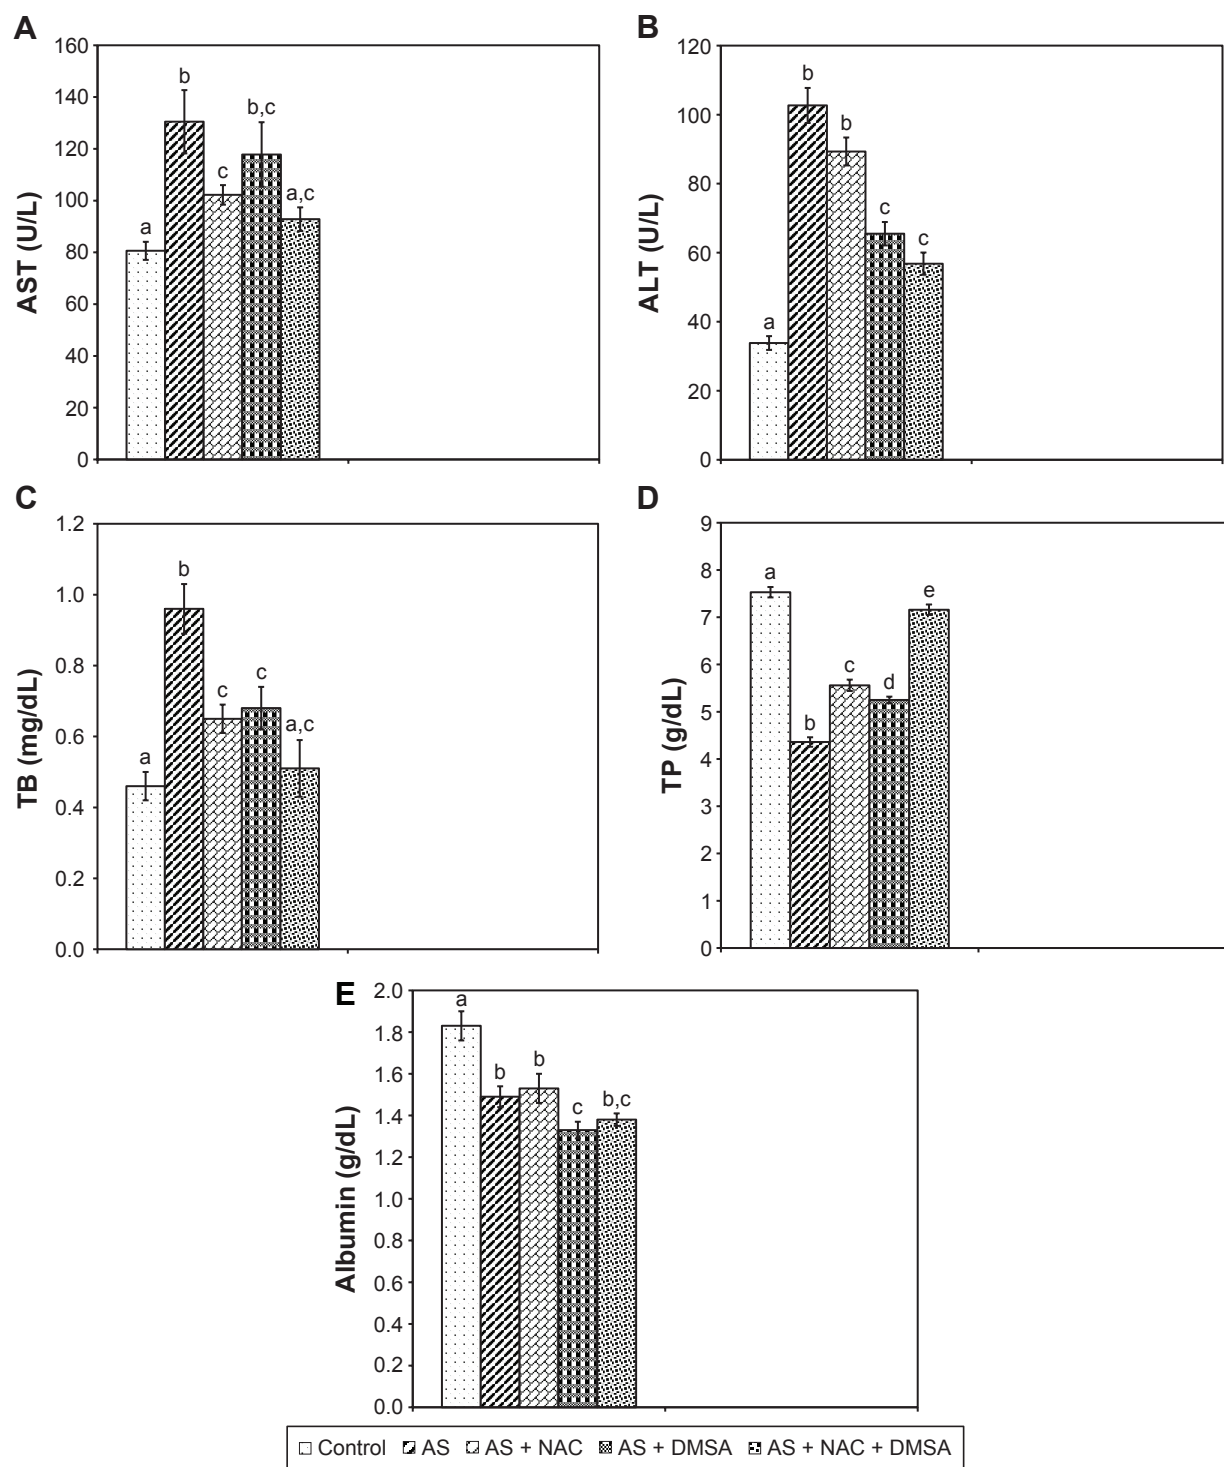 A
160
140
120
100
80
60
40
20
0
AST (U/L)
a
b
c
b,c
a,c
B
120
100
80
60
40
20
0
ALT (U/L)
a
b
b
c
c
C
1.2
1.0
0.8
0.6
0.4
0.2
0.0
TB (mg/dL)
a
b
c
c
a,c
D
9
8
7
6
5
4
3
2
1
0
TP (g/dL)
a
b
c
d
e
E
2.0
1.8
1.6
1.4
1.2
1.0
0.8
0.6
0.4
0.2
0.0
Albumin (g/dL)
a
b
b
c
b,c
Control AS AS + NAC AS + DMSA AS + NAC + DMSA